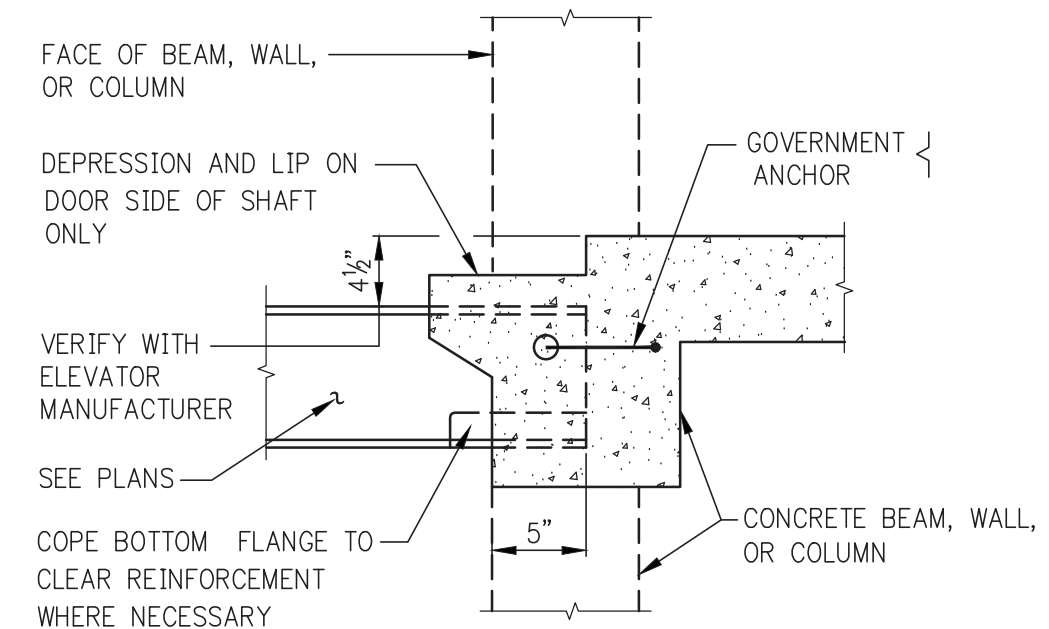 FACE OF BEAM, WALL,
OR COLUMN
DEPRESSION AND LIP ON
DOOR SIDE OF SHAFT
ONLY
GOVERNMENT
ANCHOR
4½"
VERIFY WITH
ELEVATOR
MANUFACTURER
SEE PLANS
COPE BOTTOM FLANGE TO
CLEAR REINFORCEMENT
WHERE NECESSARY
5"
CONCRETE BEAM, WALL,
OR COLUMN